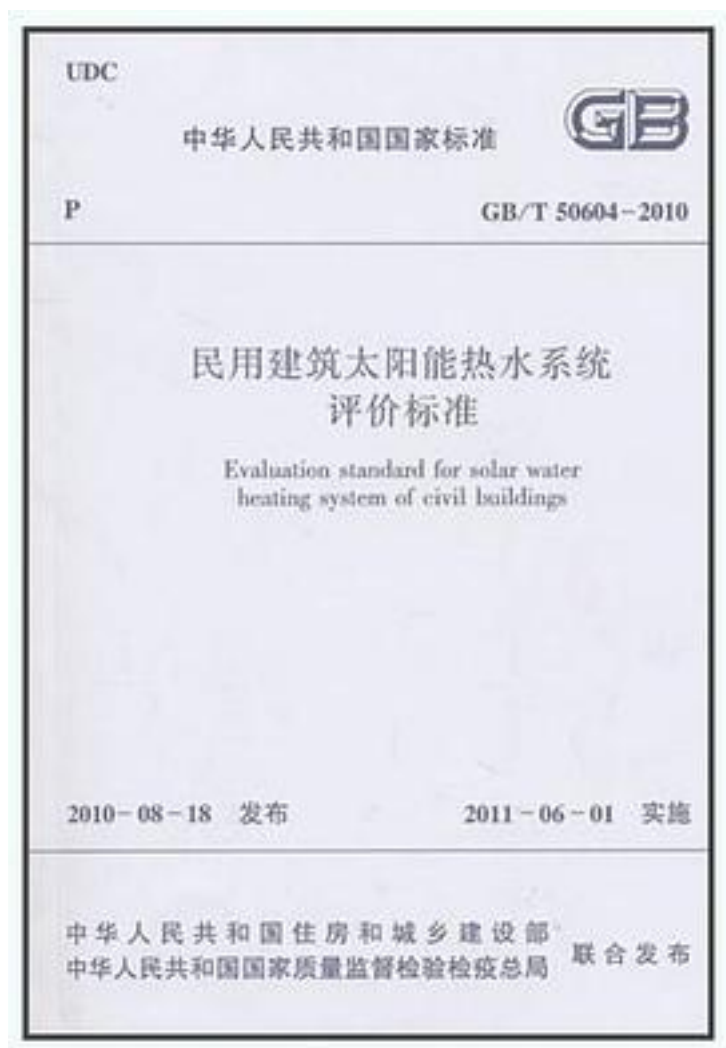 UDC
GB
中华人民共和国国家标准
P
GB/T 50604-2010
民用建筑太阳能热水系统
评价标准
Evaluation standard for solar water
heating system of civil buildings
2010-08-18 发布
2011-06-01 实施
中华人民共和国住房和城乡建设部
中华人民共和国国家质量监督检验检疫总局
联合发布